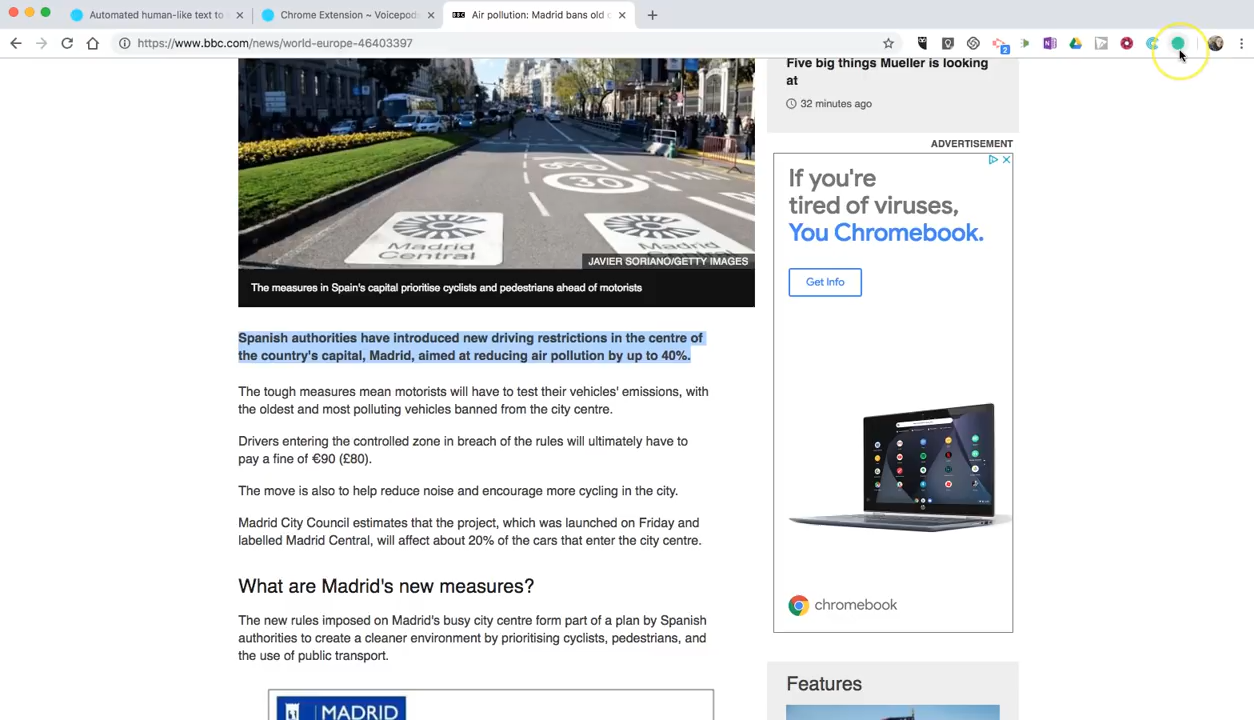 Automated human-like text to
Chrome Extension ~ Voicepods
Air pollution: Madrid bans old c
https://www.bbc.com/news/world-europe-46403397
2
Madrid
Central
Madrid
Central
30
TAXI
JAVIER SORIANO/GETTY IMAGES
The measures in Spain's capital prioritise cyclists and pedestrians ahead of motorists
Spanish authorities have introduced new driving restrictions in the centre of
the country's capital, Madrid, aimed at reducing air pollution by up to 40%.
The tough measures mean motorists will have to test their vehicles' emissions, with
the oldest and most polluting vehicles banned from the city centre.
Drivers entering the controlled zone in breach of the rules will ultimately have to
pay a fine of €90 (£80).
The move is also to help reduce noise and encourage more cycling in the city.
Madrid City Council estimates that the project, which was launched on Friday and
labelled Madrid Central, will affect about 20% of the cars that enter the city centre.
What are Madrid's new measures?
The new rules imposed on Madrid's busy city centre form part of a plan by Spanish
authorities to create a cleaner environment by prioritising cyclists, pedestrians, and
the use of public transport.
MADRID
Five big things Mueller is looking
at
32 minutes ago
ADVERTISEMENT
If you're
tired of viruses,
You Chromebook.
Get Info
chromebook
Features